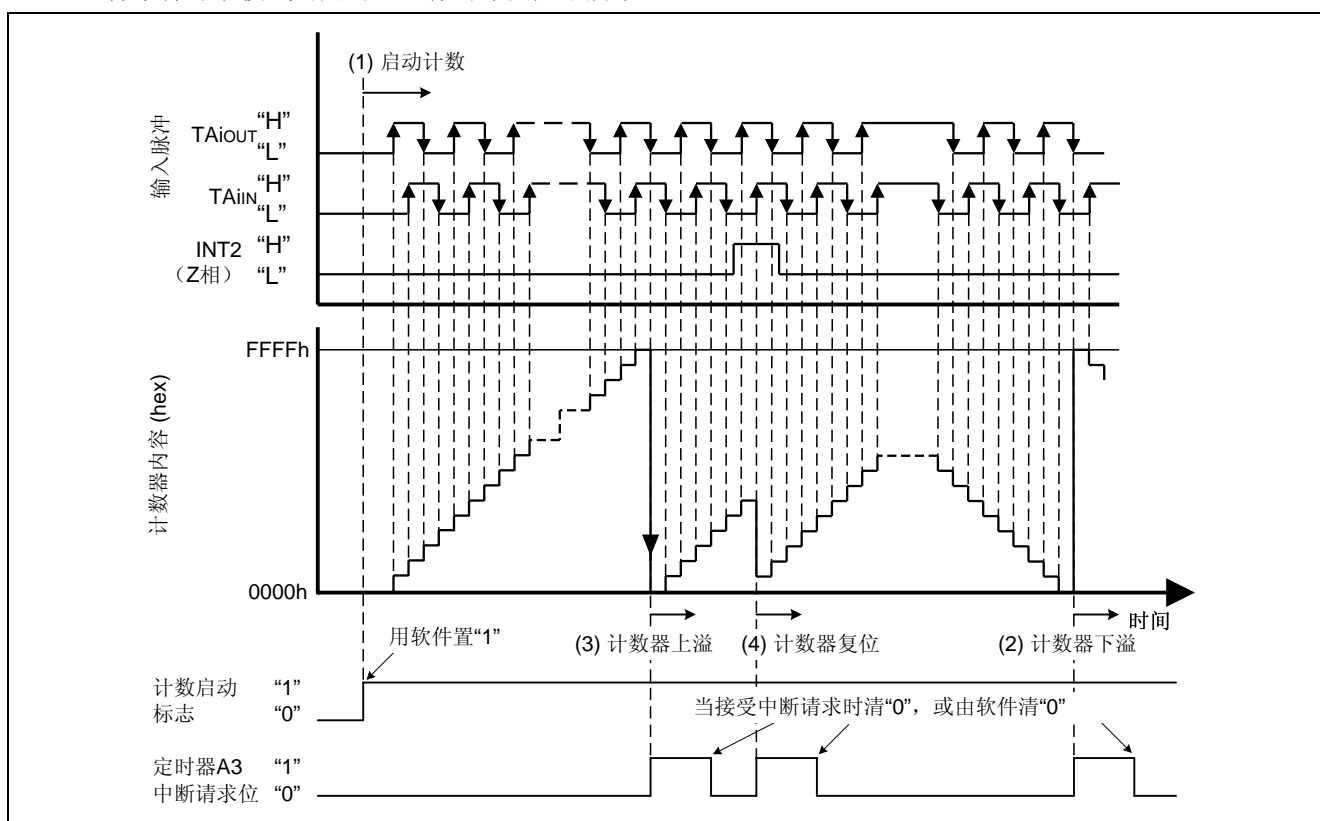 (1) 启动计数
输入脉冲
TAiOUT “H”
“L”
TAiIN “H”
“L”
INT2 “H”
（Z相） “L”
计数器内容 (hex)
FFFFh
0000h
时间
用软件置“1”
(3) 计数器上溢
(4) 计数器复位
(2) 计数器下溢
计数启动 “1”
标志 “0”
当接受中断请求时清“0”，或由软件清“0”
定时器A3 “1”
中断请求位 “0”